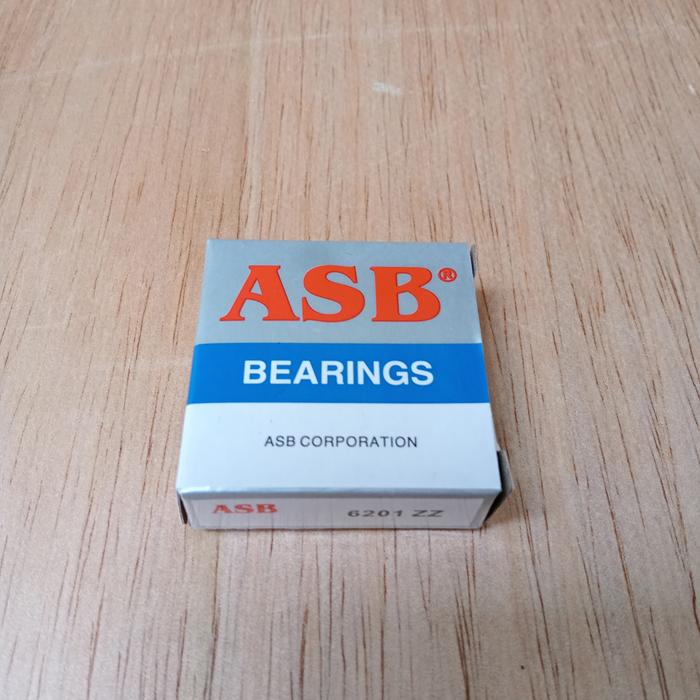 ASB®
BEARINGS
ASB CORPORATION
ASB 6201 ZZ